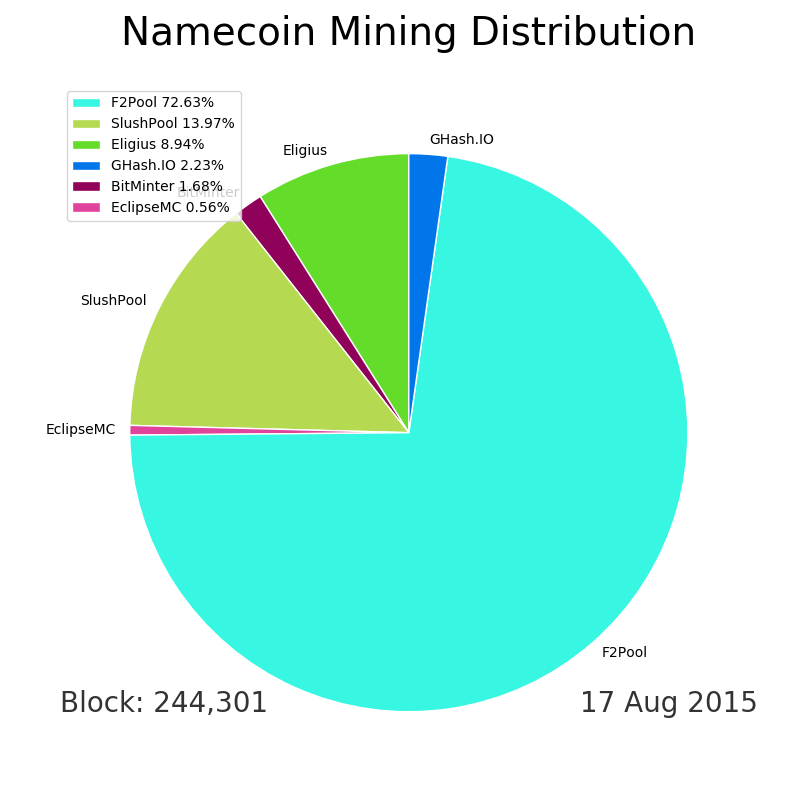 Namecoin Mining Distribution
F2Pool 72.63%
SlushPool 13.97%
Eligius 8.94%
GHash.IO 2.23%
BitMinter 1.68%
EclipseMC 0.56%
GHash.IO
Eligius
BitMinter
SlushPool
EclipseMC
F2Pool
Block: 244,301
17 Aug 2015